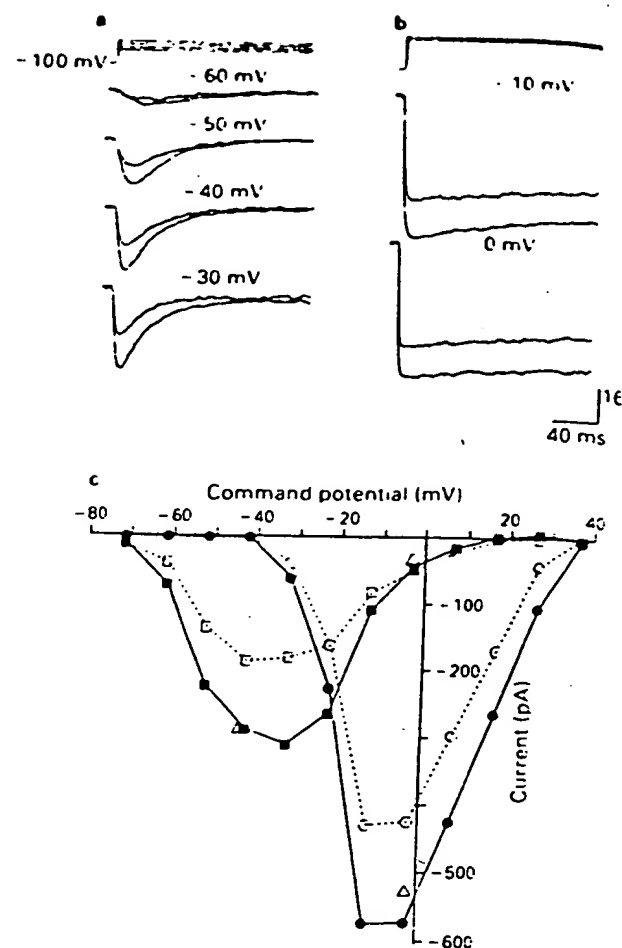 a
b
-100 mV
-60 mV
-10 mV
-50 mV
-40 mV
0 mV
-30 mV
40 ms
c
Command potential (mV)
-80 -60 -40 -20 20 40
-100
-200
Current (pA)
-500
-600